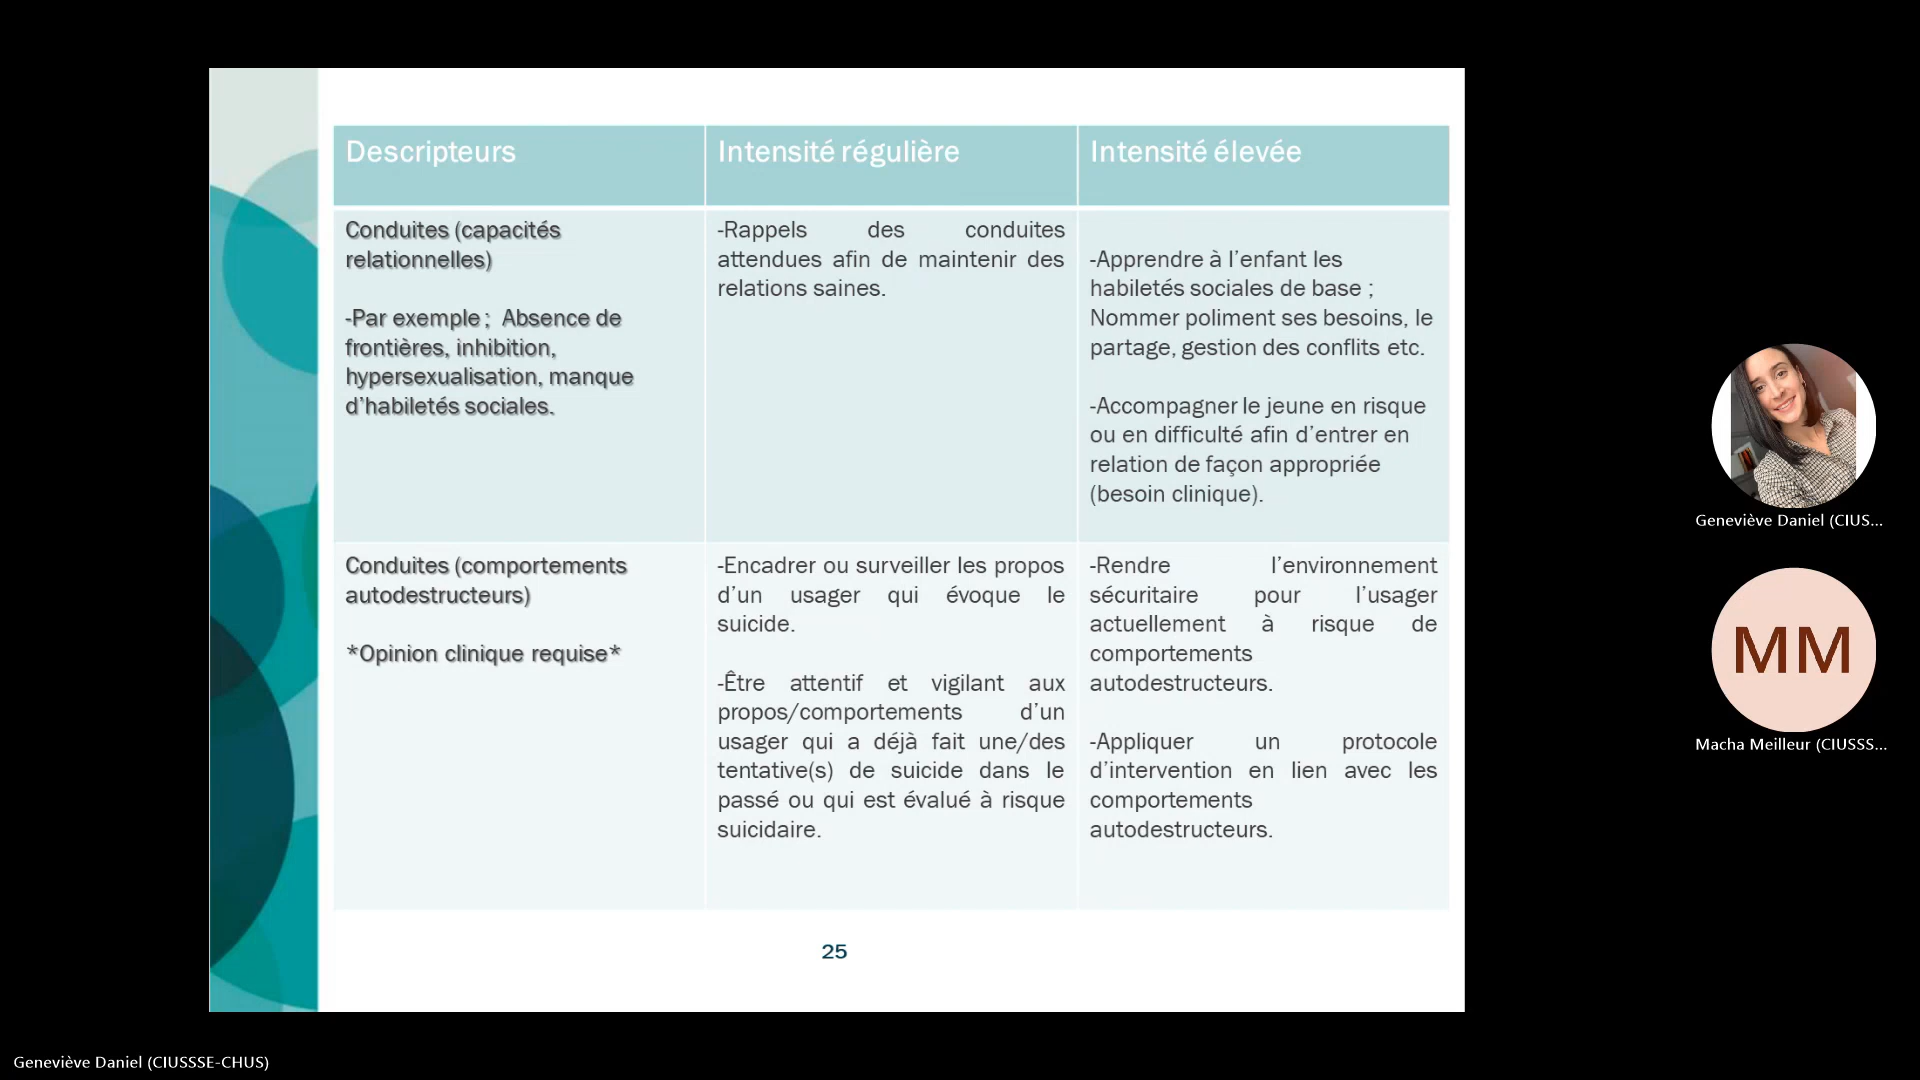 Descripteurs
Intensité régulière
Intensité élevée
Conduites (capacités
relationnelles)
-Par exemple ; Absence de
frontières, inhibition,
hypersexualisation, manque
d’habiletés sociales.
-Rappels des conduites
attendues afin de maintenir des
relations saines.
-Apprendre à l’enfant les
habiletés sociales de base ;
Nommer poliment ses besoins, le
partage, gestion des conflits etc.
-Accompagner le jeune en risque
ou en difficulté afin d’entrer en
relation de façon appropriée
(besoin clinique).
Conduites (comportements
autodestructeurs)
*Opinion clinique requise*
-Encadrer ou surveiller les propos
d’un usager qui évoque le
suicide.
-Être attentif et vigilant aux
propos/comportements d’un
usager qui a déjà fait une/des
tentative(s) de suicide dans le
passé ou qui est évalué à risque
suicidaire.
-Rendre l’environnement
sécuritaire pour l’usager
actuellement à risque de
comportements
autodestructeurs.
-Appliquer un protocole
d’intervention en lien avec les
comportements
autodestructeurs.
25
Geneviève Daniel (CIUS...
MM
Macha Meilleur (CIUSSS...
Geneviève Daniel (CIUSSSE-CHUS)